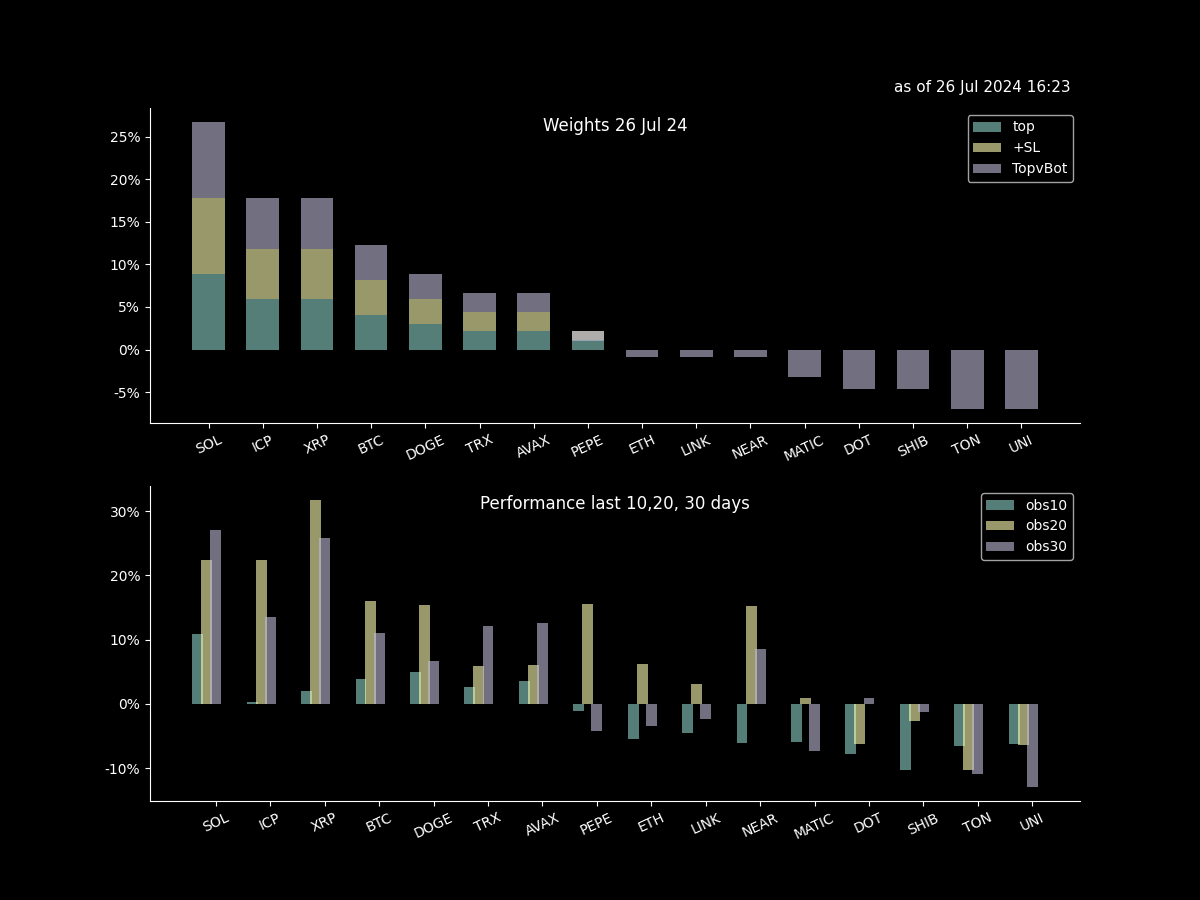 as of 26 Jul 2024 16:23
Weights 26 Jul 24
top
+SL
TopvBot
25%
20%
15%
10%
5%
0%
-5%
SOL ICP XRP BTC DOGE TRX AVAX PEPE ETH LINK NEAR MATIC DOT SHIB TON UNI
Performance last 10,20, 30 days
obs10
obs20
obs30
30%
20%
10%
0%
-10%
SOL ICP XRP BTC DOGE TRX AVAX PEPE ETH LINK NEAR MATIC DOT SHIB TON UNI